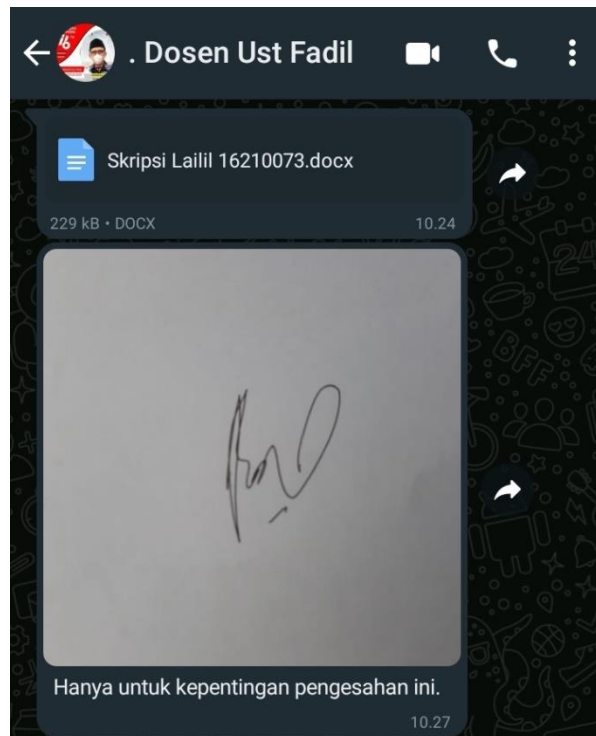 . Dosen Ust Fadil
Skripsi Lailil 16210073.docx
229 kB • DOCX 10.24
Hanya untuk kepentingan pengesahan ini.
10.27